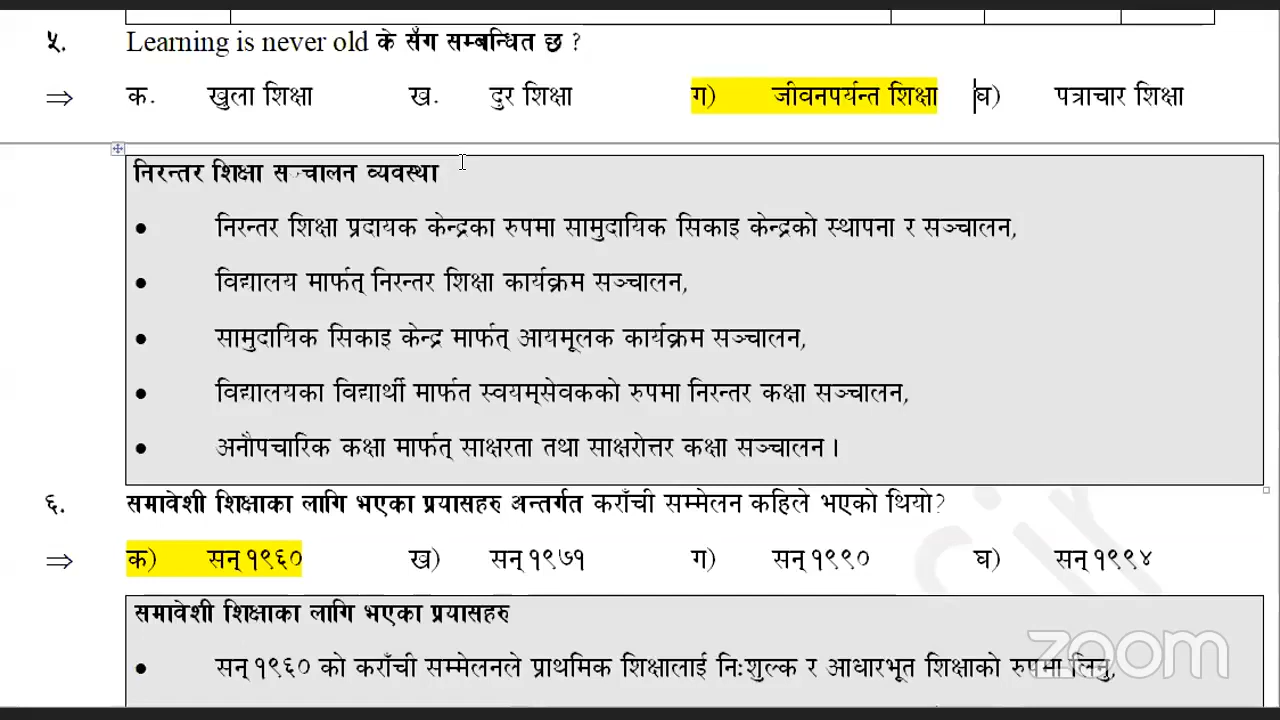 ५. Learning is never old के सँग सम्बन्धित छ ?
⇒ क. खुला शिक्षा ख. दुर शिक्षा ग) जीवनपर्यन्त शिक्षा घ) पत्राचार शिक्षा
निरन्तर शिक्षा सञ्चालन व्यवस्था
• निरन्तर शिक्षा प्रदायक केन्द्रका रुपमा सामुदायिक सिकाइ केन्द्रको स्थापना र सञ्चालन,
• विद्यालय मार्फत् निरन्तर शिक्षा कार्यक्रम सञ्चालन,
• सामुदायिक सिकाइ केन्द्र मार्फत् आयमूलक कार्यक्रम सञ्चालन,
• विद्यालयका विद्यार्थी मार्फत स्वयम्सेवकको रुपमा निरन्तर कक्षा सञ्चालन,
• अनौपचारिक कक्षा मार्फत् साक्षरता तथा साक्षरोत्तर कक्षा सञ्चालन ।
६. समावेशी शिक्षाका लागि भएका प्रयासहरु अन्तर्गत कराँची सम्मेलन कहिले भएको थियो?
⇒ क) सन् १९६० ख) सन् १९७१ ग) सन् १९९० घ) सन् १९९४
समावेशी शिक्षाका लागि भएका प्रयासहरु
• सन् १९६० को कराँची सम्मेलनले प्राथमिक शिक्षालाई निःशुल्क र आधारभूत शिक्षाको रुपमा लिनु,
zoom